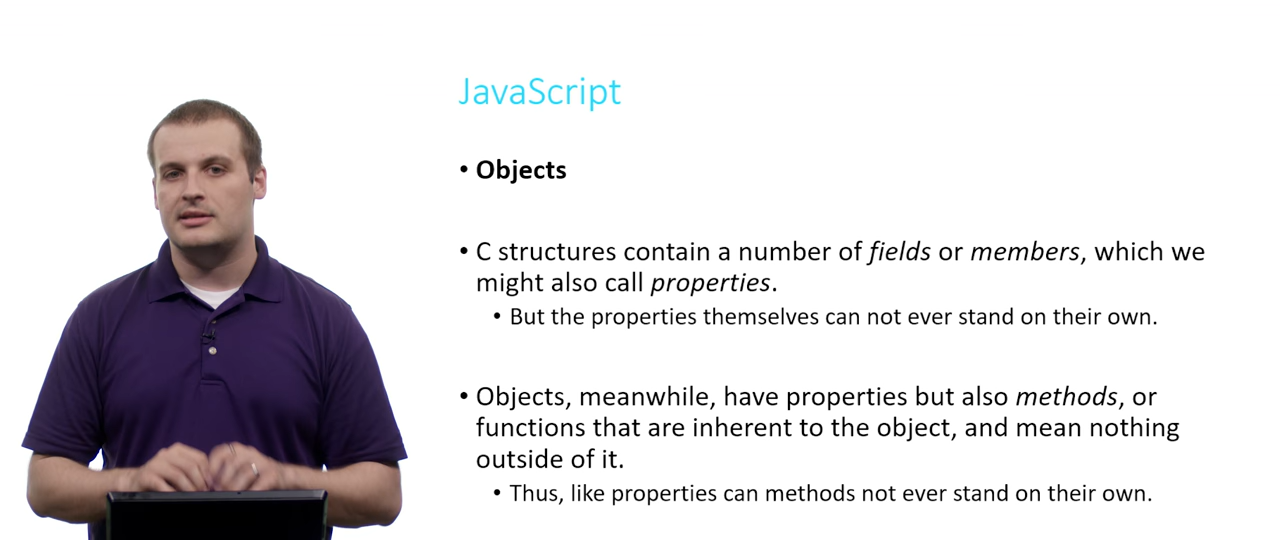 JavaScript
• Objects
• C structures contain a number of fields or members, which we
might also call properties.
• But the properties themselves can not ever stand on their own.
• Objects, meanwhile, have properties but also methods, or
functions that are inherent to the object, and mean nothing
outside of it.
• Thus, like properties can methods not ever stand on their own.